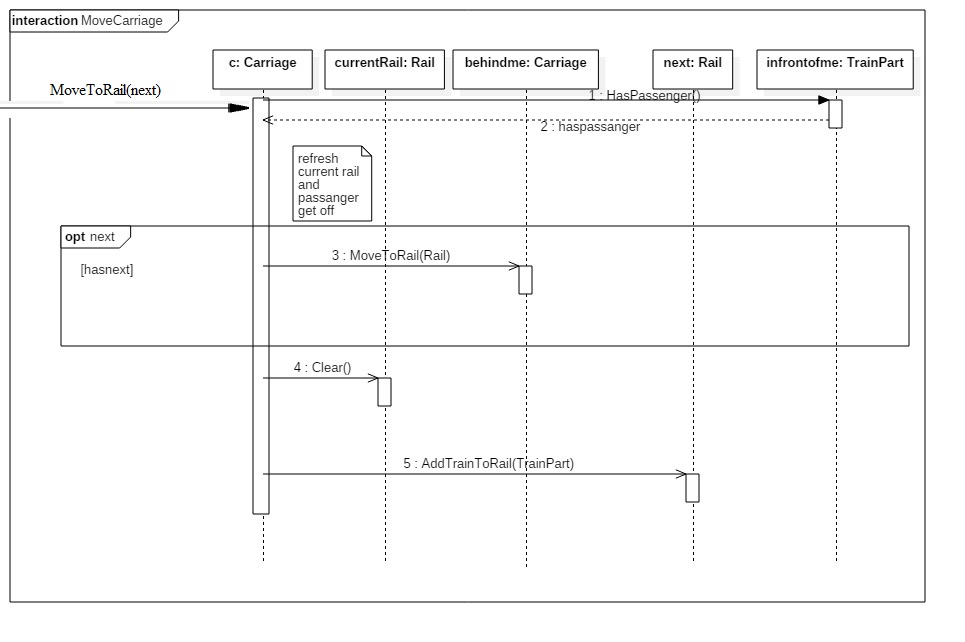 interaction MoveCarriage
c: Carriage
currentRail: Rail
behindme: Carriage
next: Rail
infrontofme: TrainPart
MoveToRail(next)
1 : HasPassenger()
2 : haspassanger
refresh
current rail
and
passanger
get off
opt next
[hasnext]
3 : MoveToRail(Rail)
4 : Clear()
5 : AddTrainToRail(TrainPart)